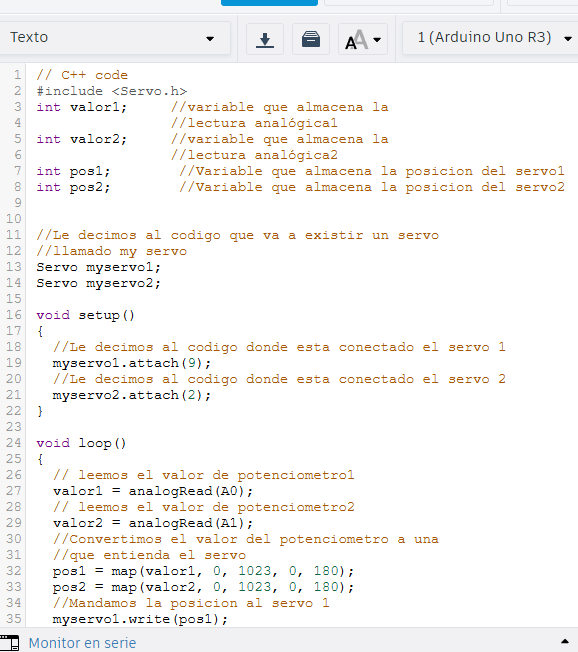 Texto
1 (Arduino Uno R3)
1 // C++ code
2 #include <Servo.h>
3 int valor1;     //variable que almacena la
4                 //lectura analógica1
5 int valor2;     //variable que almacena la
6                 //lectura analógica2
7 int pos1;        //Variable que almacena la posicion del servo1
8 int pos2;        //Variable que almacena la posicion del servo2
9
10
11 //Le decimos al codigo que va a existir un servo
12 //llamado my servo
13 Servo myservo1;
14 Servo myservo2;
15
16 void setup()
17 {
18   //Le decimos al codigo donde esta conectado el servo 1
19   myservo1.attach(9);
20   //Le decimos al codigo donde esta conectado el servo 2
21   myservo2.attach(2);
22 }
23
24 void loop()
25 {
26   // leemos el valor de potenciometro1
27   valor1 = analogRead(A0);
28   // leemos el valor de potenciometro2
29   valor2 = analogRead(A1);
30   //Convertimos el valor del potenciometro a una
31   //que entienda el servo
32   pos1 = map(valor1, 0, 1023, 0, 180);
33   pos2 = map(valor2, 0, 1023, 0, 180);
34   //Mandamos la posicion al servo 1
35   myservo1.write(pos1);
Monitor en serie